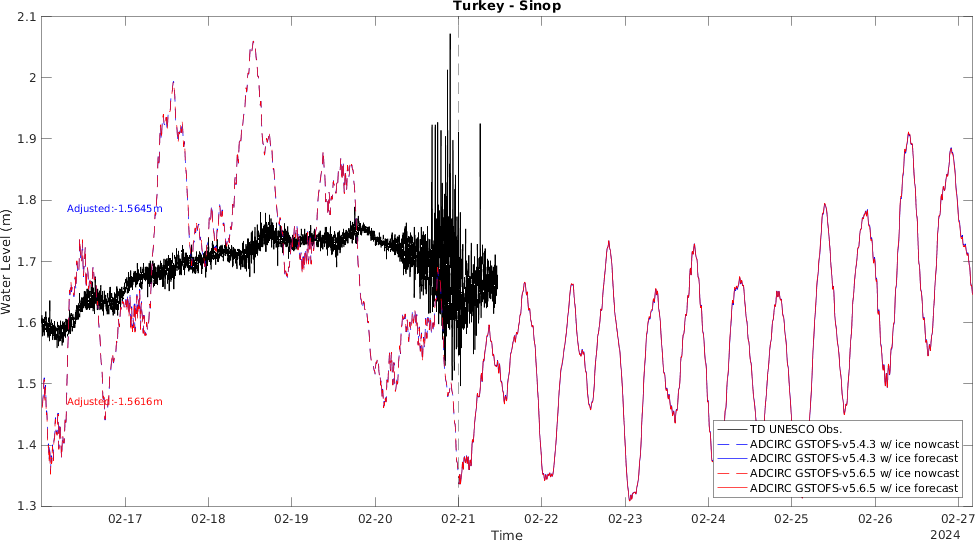 Turkey - Sinop
2.1
2
1.9
1.8
1.7
1.6
1.5
1.4
1.3
Water Level (m)
Adjusted:-1.5645m
Adjusted:-1.5616m
TD UNESCO Obs.
ADCIRC GSTOFS-v5.4.3 w/ ice nowcast
ADCIRC GSTOFS-v5.4.3 w/ ice forecast
ADCIRC GSTOFS-v5.6.5 w/ ice nowcast
ADCIRC GSTOFS-v5.6.5 w/ ice forecast
02-17 02-18 02-19 02-20 02-21 02-22 02-23 02-24 02-25 02-26 02-27
Time
2024